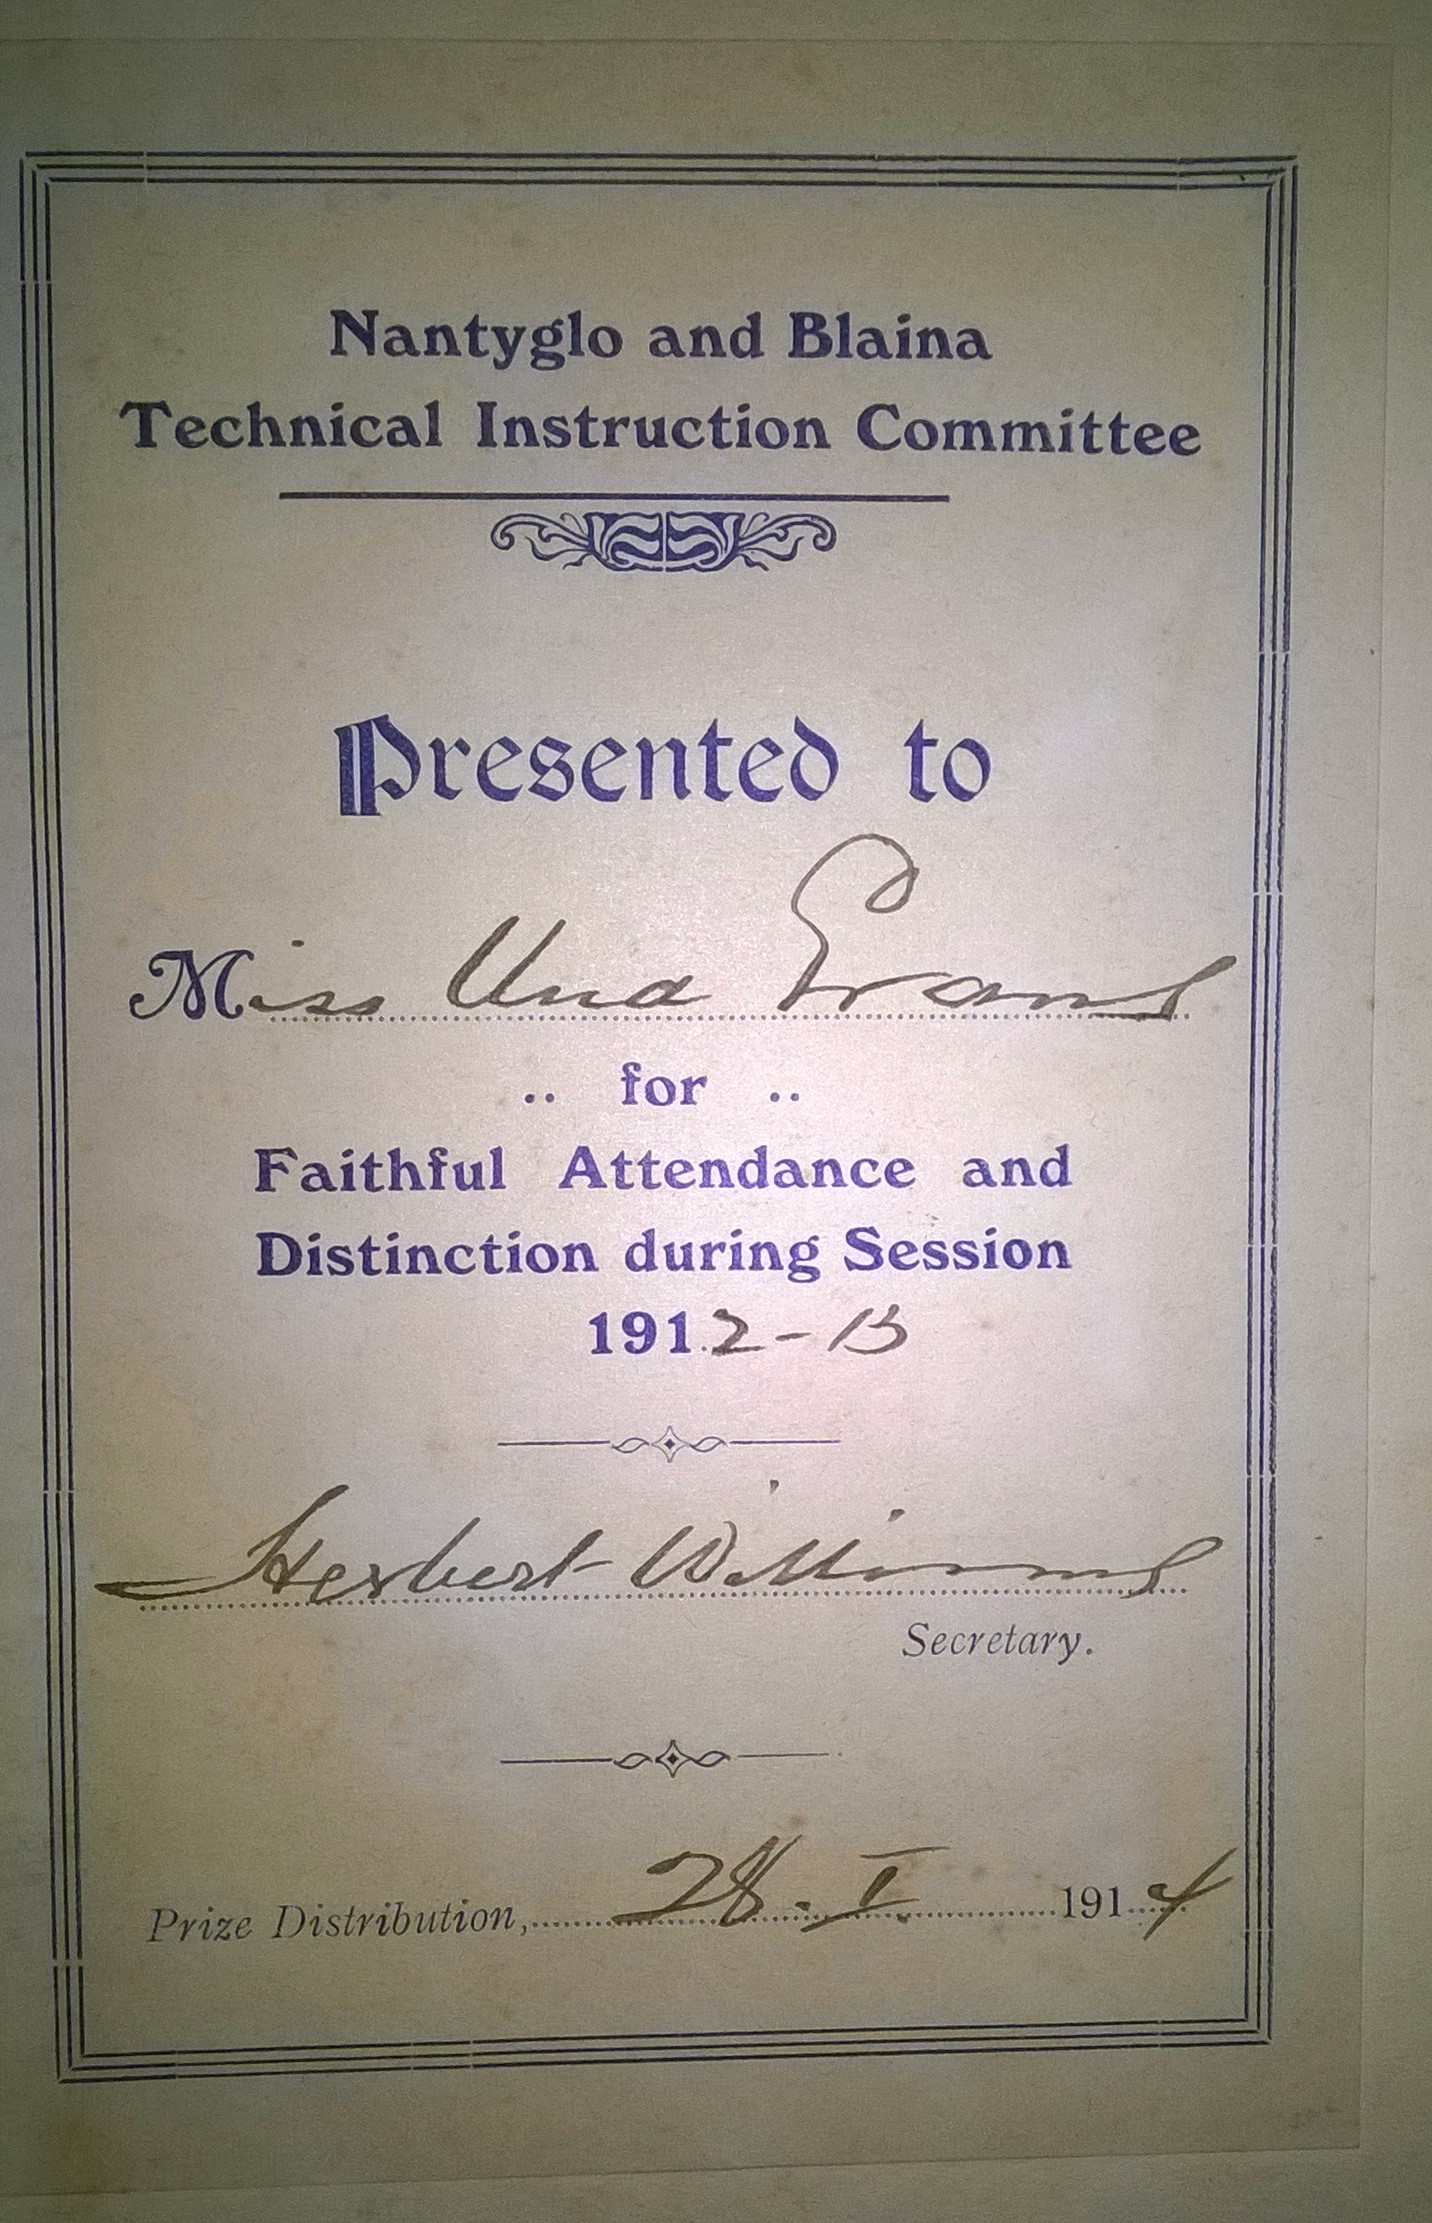 Nantyglo and Blaina
Technical Instruction Committee
Presented to
Miss Una Evans
.. for ..
Faithful Attendance and
Distinction during Session
1912-13
Herbert Williams
Secretary.
Prize Distribution, 28. I 1914